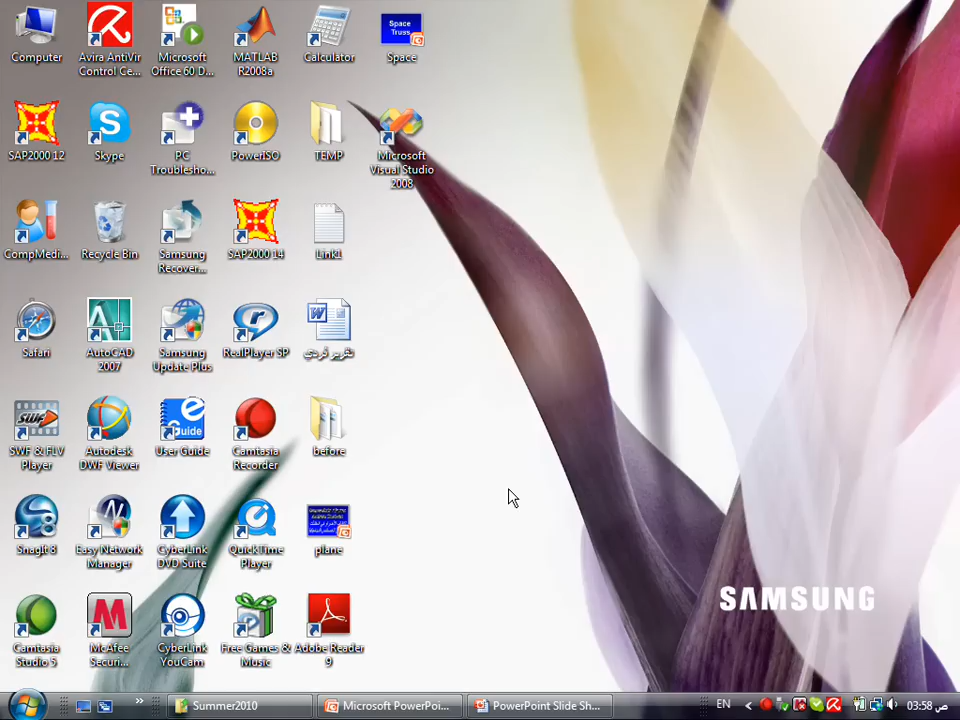 Computer
Avira AntiVir
Control Ce...
Microsoft
Office 60 D...
MATLAB
R2008a
Calculator
Space
Truss
Space
SAP2000 12
Skype
PC
Troublesho...
PowerISO
TEMP
Microsoft
Visual Studio
2008
CompMedi...
Recycle Bin
Samsung
Recover...
SAP2000 14
Link1
Safari
AutoCAD
2007
Samsung
Update Plus
RealPlayer SP
تقرير فردي
SWF
SWF & FLV
Player
Autodesk
DWF Viewer
Guide
User Guide
Camtasia
Recorder
before
SnagIt 8
Easy Network
Manager
CyberLink
DVD Suite
QuickTime
Player
plane
Camtasia
Studio 5
McAfee
Securi...
CyberLink
YouCam
Free Games &
Music
Adobe Reader
9
SAMSUNG
Summer2010
Microsoft PowerPoi...
PowerPoint Slide Sh...
EN
03:58 ص